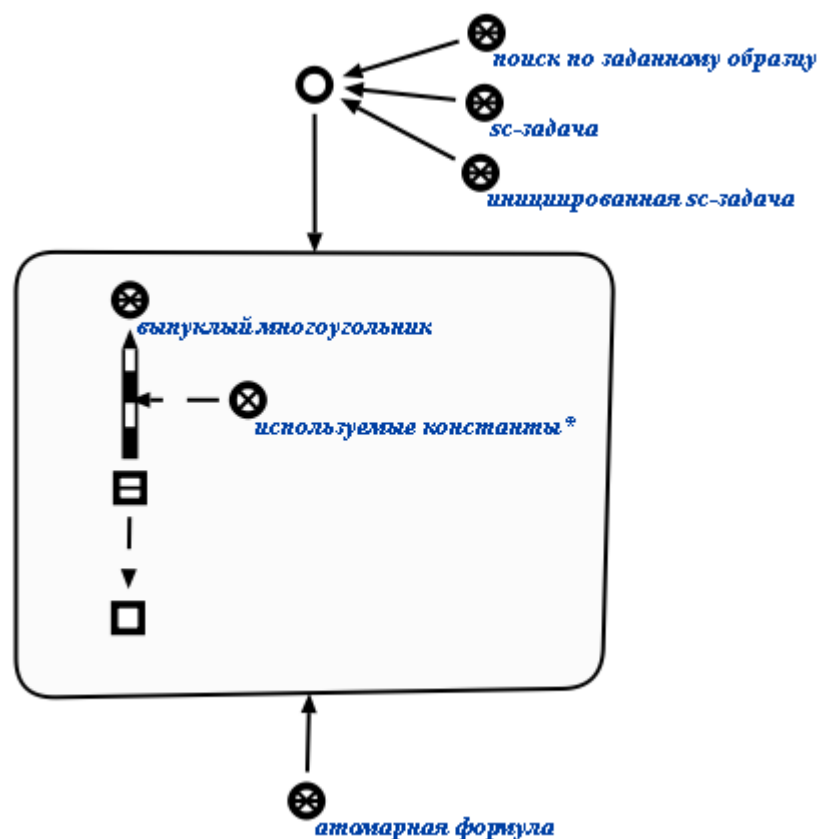 поиск по заданному образцу
sc-задача
инициированная sc-задача
выпуклый многоугольник
используемые константы*
атомарная формула